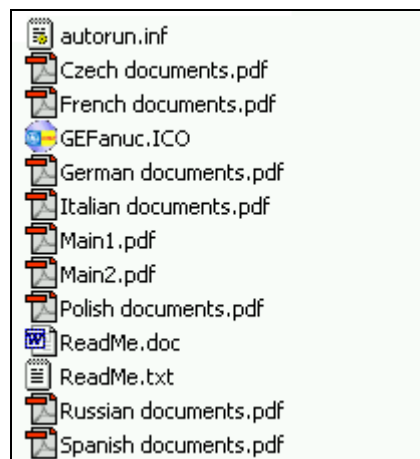 autorun.inf
Czech documents.pdf
French documents.pdf
GEFanuc.ICO
German documents.pdf
Italian documents.pdf
Main1.pdf
Main2.pdf
Polish documents.pdf
ReadMe.doc
ReadMe.txt
Russian documents.pdf
Spanish documents.pdf